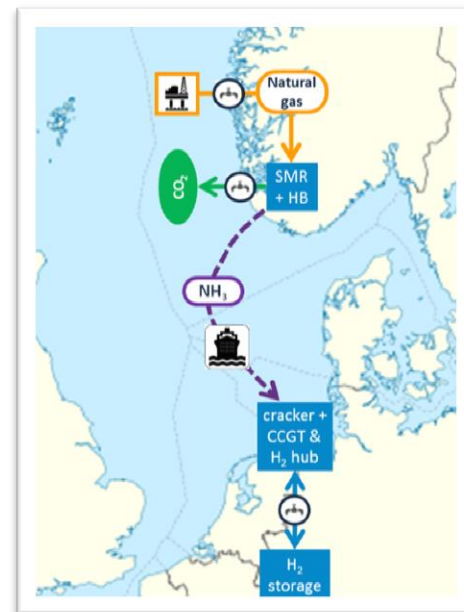 Natural
gas
CO₂
SMR
+ HB
NH₃
cracker +
CCGT &
H₂ hub
H₂
storage